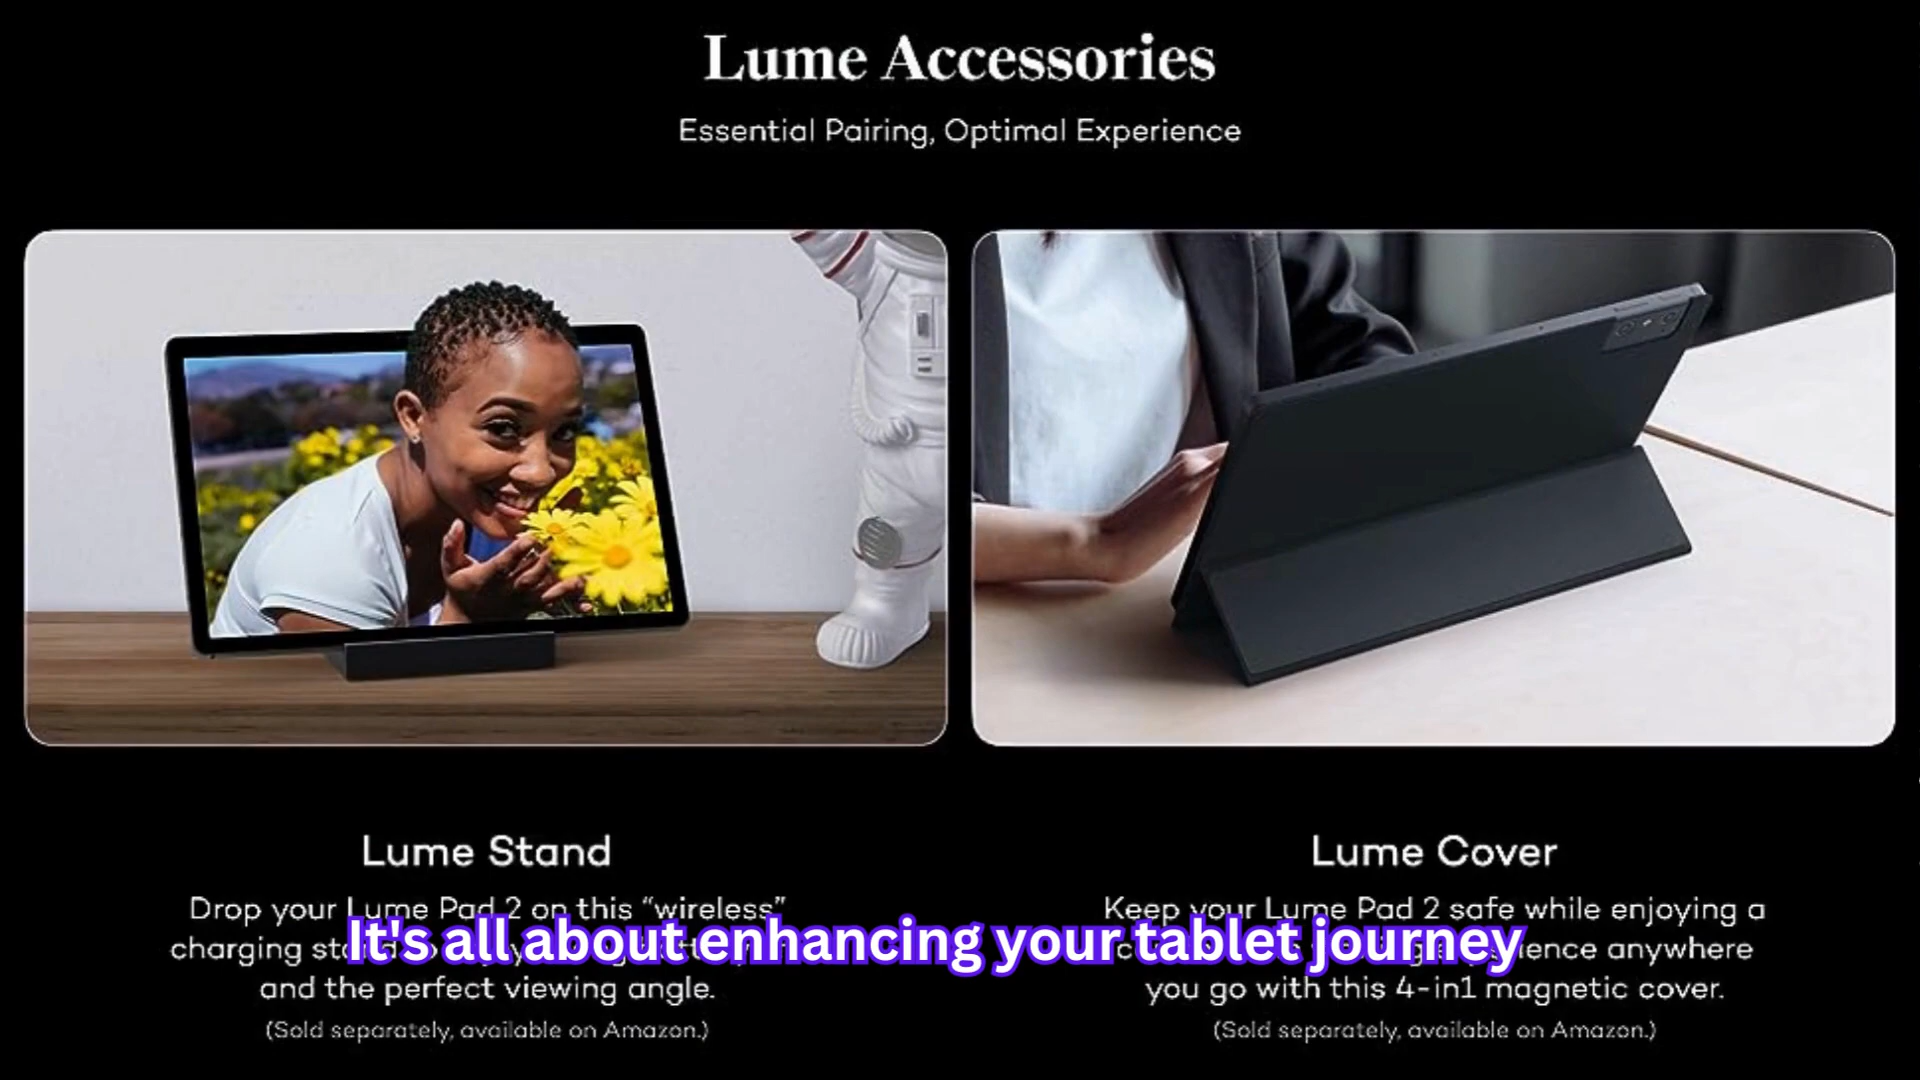 Lume Accessories
Essential Pairing, Optimal Experience
Lume Stand
Drop your Lume Pad 2 on this “wireless”
charging
and the perfect viewing angle.
(Sold separately, available on Amazon.)
Lume Cover
Keep your Lume Pad 2 safe while enjoying a
anywhere
you go with this 4-in1 magnetic cover.
(Sold separately, available on Amazon.)
It's all about enhancing your tablet journey